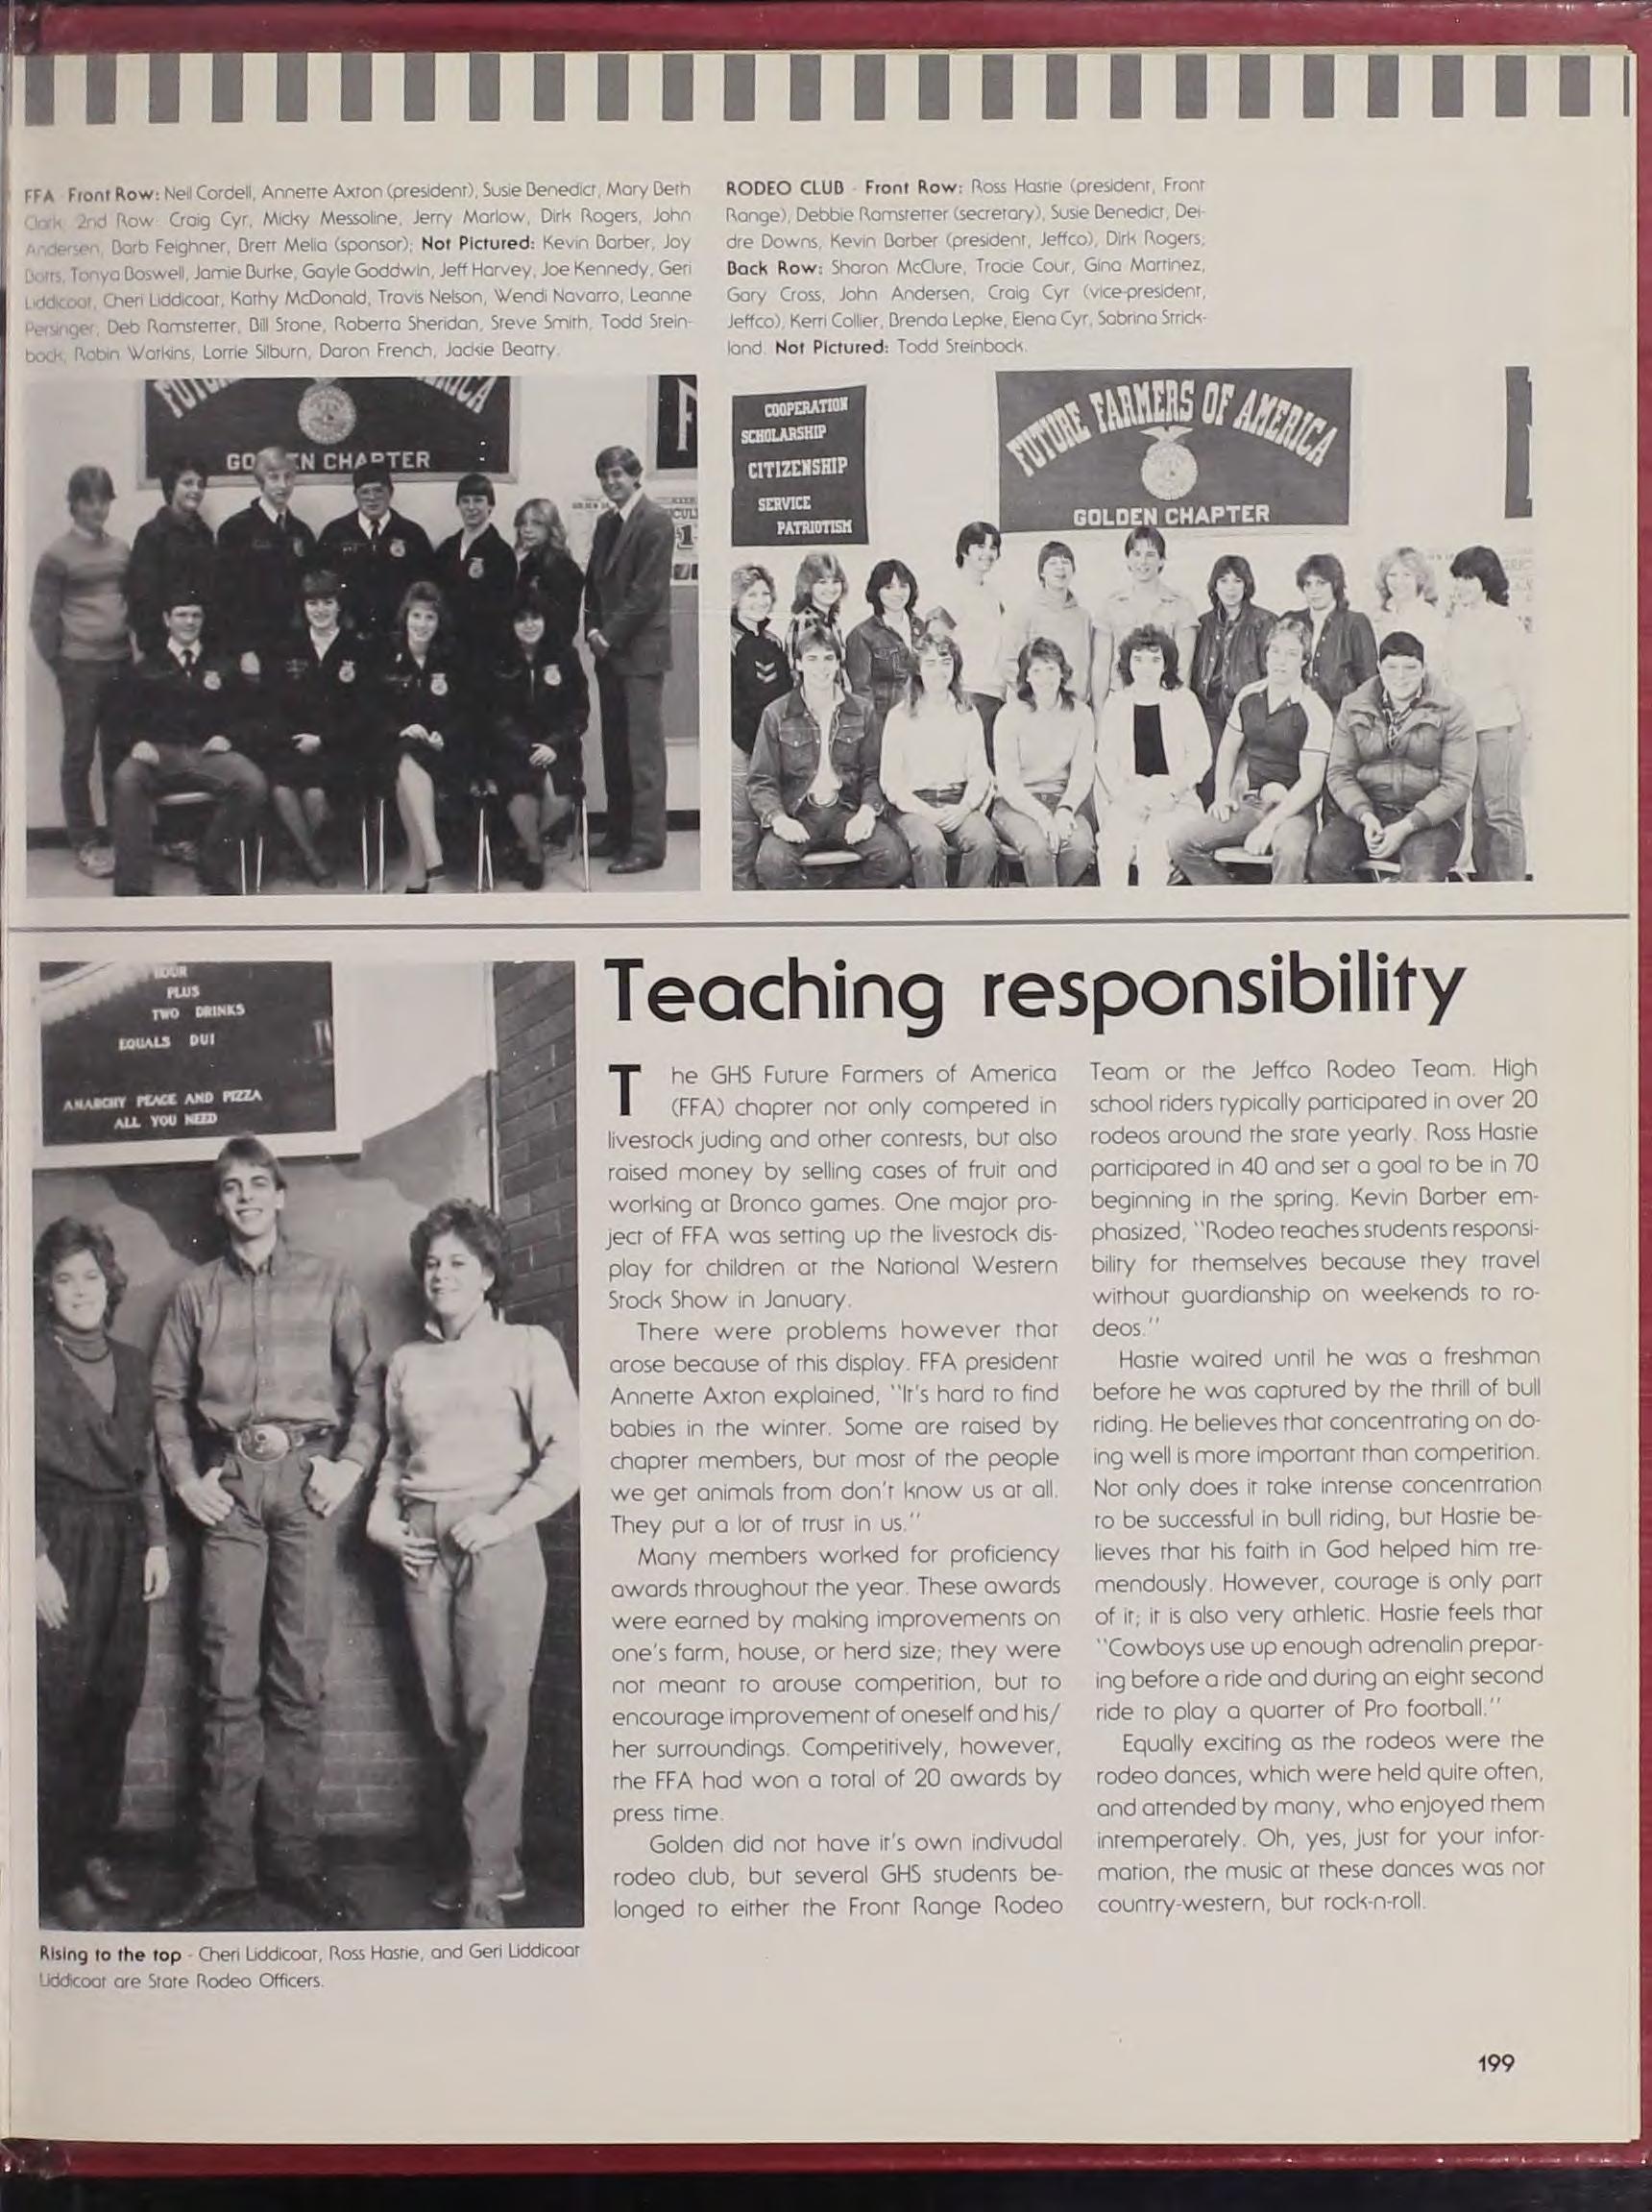 FFA - Front Row: Neil Cordell, Annette Axton (president), Susie Benedict, Mary Beth
Clark, 2nd Row: Craig Cyr, Micky Messoline, Jerry Marlow, Dirk Rogers, John
Andersen, Barb Feighner, Brett Melia (sponsor); Not Pictured: Kevin Barber, Joy
Botts, Tonya Boswell, Jamie Burke, Gayle Goddwin, Jeff Harvey, Joe Kennedy, Geri
Liddicoat, Cheri Liddicoat, Kathy McDonald, Travis Nelson, Wendi Navarro, Leanne
Persinger, Deb Ramstetter, Bill Stone, Roberta Sheridan, Steve Smith, Todd Stein-
bock, Robin Watkins, Lorrie Silburn, Daron French, Jackie Beatty.
RODEO CLUB - Front Row: Ross Hastie (president, Front
Range), Debbie Ramstetter (secretary), Susie Benedict, Dei-
dre Downs, Kevin Barber (president, Jeffco), Dirk Rogers;
Back Row: Sharon McClure, Tracie Cour, Gina Martinez,
Gary Cross, John Andersen, Craig Cyr (vice-president,
Jeffco), Kerri Collier, Brenda Lepke, Elena Cyr, Sabrina Strick-
land. Not Pictured: Todd Steinbock.
GOLDEN CHAPTER
COOPERATION
SCHOLARSHIP
CITIZENSHIP
SERVICE
PATRIOTISM
FUTURE FARMERS OF AMERICA
GOLDEN CHAPTER
HOUR
PLUS
TWO DRINKS
EQUALS DUI
ANARCHY PEACE AND PIZZA
ALL YOU NEED
Teaching responsibility
The GHS Future Farmers of America
(FFA) chapter not only competed in
livestock juding and other contests, but also
raised money by selling cases of fruit and
working at Bronco games. One major pro-
ject of FFA was setting up the livestock dis-
play for children at the National Western
Stock Show in January.
There were problems however that
arose because of this display. FFA president
Annette Axton explained, "It's hard to find
babies in the winter. Some are raised by
chapter members, but most of the people
we get animals from don't know us at all.
They put a lot of trust in us."
Many members worked for proficiency
awards throughout the year. These awards
were earned by making improvements on
one's farm, house, or herd size; they were
not meant to arouse competition, but to
encourage improvement of oneself and his/
her surroundings. Competitively, however,
the FFA had won a total of 20 awards by
press time.
Golden did not have it's own indivudal
rodeo club, but several GHS students be-
longed to either the Front Range Rodeo
Team or the Jeffco Rodeo Team. High
school riders typically participated in over 20
rodeos around the state yearly. Ross Hastie
participated in 40 and set a goal to be in 70
beginning in the spring. Kevin Barber em-
phasized, "Rodeo teaches students responsi-
bility for themselves because they travel
without guardianship on weekends to ro-
deos."
Hastie waited until he was a freshman
before he was captured by the thrill of bull
riding. He believes that concentrating on do-
ing well is more important than competition.
Not only does it take intense concentration
to be successful in bull riding, but Hastie be-
lieves that his faith in God helped him tre-
mendously. However, courage is only part
of it; it is also very athletic. Hastie feels that
"Cowboys use up enough adrenalin prepar-
ing before a ride and during an eight second
ride to play a quarter of Pro football."
Equally exciting as the rodeos were the
rodeo dances, which were held quite often,
and attended by many, who enjoyed them
intemperately. Oh, yes, just for your infor-
mation, the music at these dances was not
country-western, but rock-n-roll.
Rising to the top - Cheri Liddicoat, Ross Hastie, and Geri Liddicoat
Liddicoat are State Rodeo Officers.
199